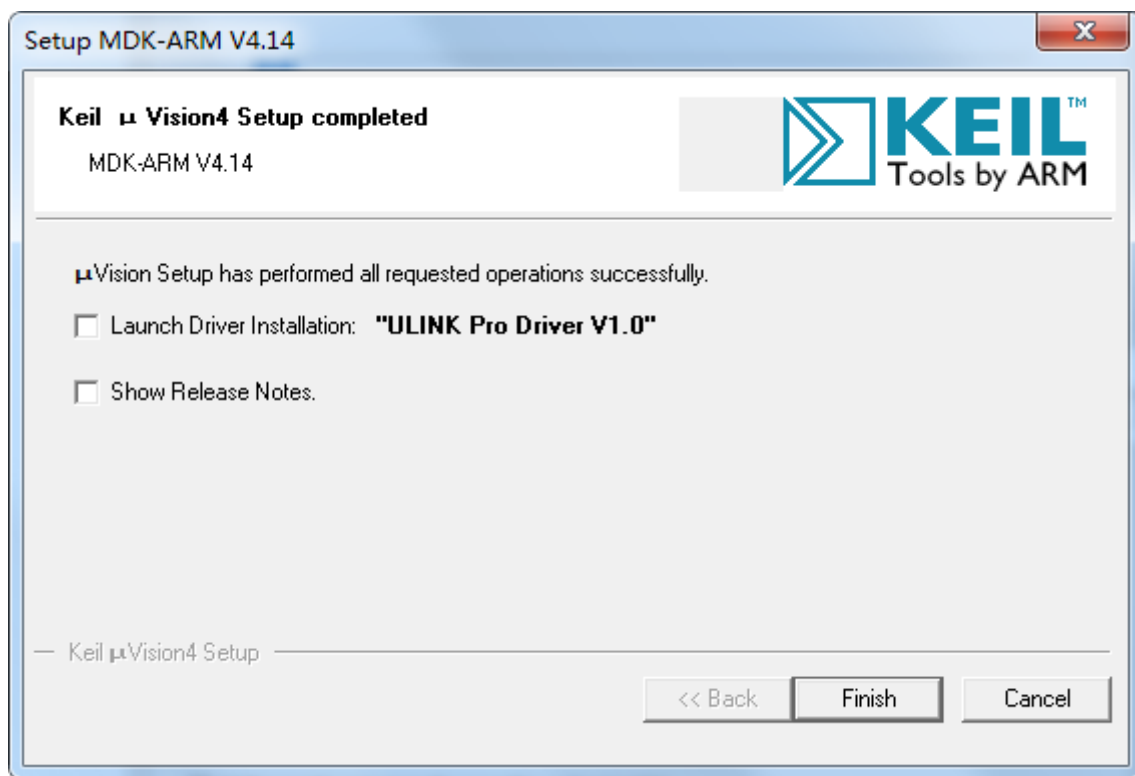 Setup MDK-ARM V4.14
Keil μ Vision4 Setup completed
MDK-ARM V4.14
KEIL™
Tools by ARM
μVision Setup has performed all requested operations successfully.
Launch Driver Installation: "ULINK Pro Driver V1.0"
Show Release Notes.
Keil μVision4 Setup
<< Back Finish Cancel